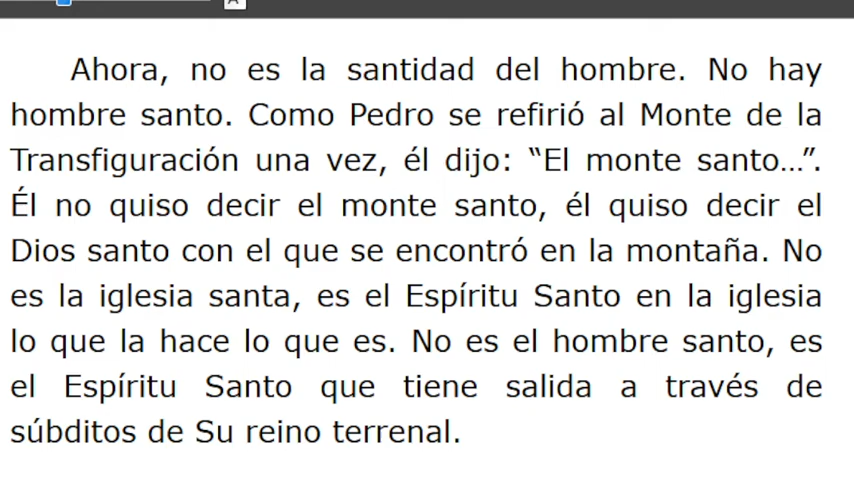 Ahora, no es la santidad del hombre. No hay
hombre santo. Como Pedro se refirió al Monte de la
Transfiguración una vez, él dijo: “El monte santo…”.
Él no quiso decir el monte santo, él quiso decir el
Dios santo con el que se encontró en la montaña. No
es la iglesia santa, es el Espíritu Santo en la iglesia
lo que la hace lo que es. No es el hombre santo, es
el Espíritu Santo que tiene salida a través de
súbditos de Su reino terrenal.